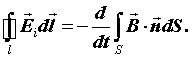 ∫∫_l E⃗_i dl⃗ = − d/dt ∫_S B⃗ · n⃗ dS.